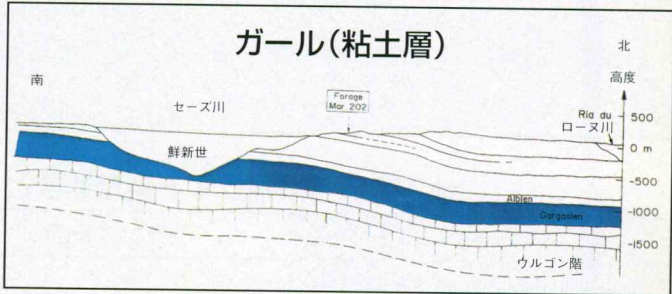 ガール(粘土層)
南
北
高度
セーズ川
Forage
Mar 202
Ria du
ローヌ川
鮮新世
500
0 m
-500
-1000
-1500
Albien
Gargasien
ウルゴン階